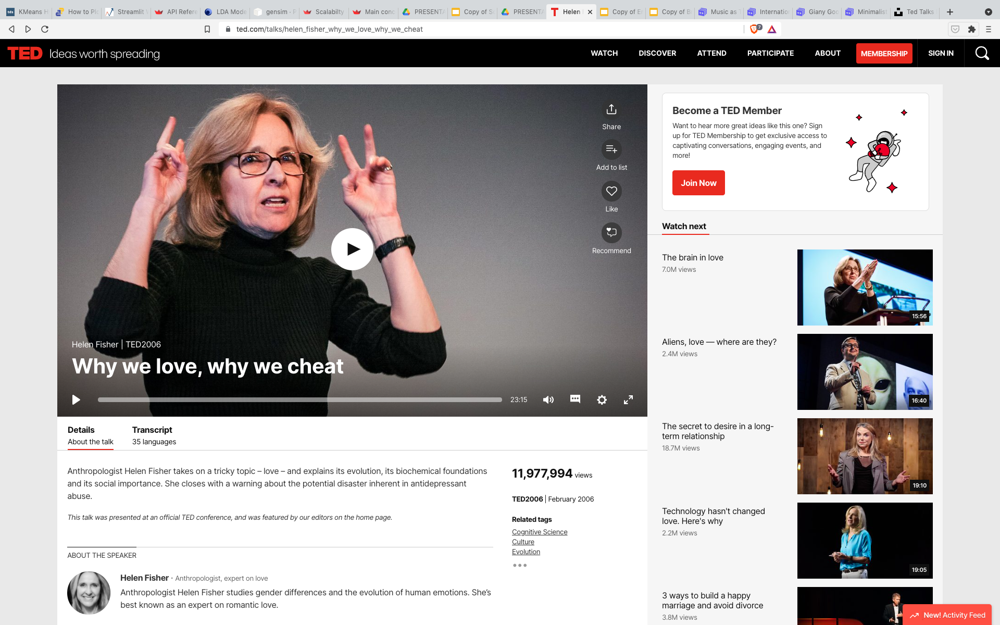 KMeans H
How to Plo
Streamlit
API Refere
LDA Mode
gensim · P
Scalabilty
Main conc
PRESENTA
Copy of S
PRESENTA
Helen
Copy of E
Copy of B
Music as
Internation
Giany Goo
Minimalist
Ted Talks
ted.com/talks/helen_fisher_why_we_love_why_we_cheat
7
TED Ideas worth spreading
WATCH DISCOVER ATTEND PARTICIPATE ABOUT MEMBERSHIP SIGN IN
Share
Add to list
Like
Recommend
Helen Fisher | TED2006
Why we love, why we cheat
23:15
Details
About the talk
Transcript
35 languages
Anthropologist Helen Fisher takes on a tricky topic – love – and explains its evolution, its biochemical foundations
and its social importance. She closes with a warning about the potential disaster inherent in antidepressant
abuse.
This talk was presented at an official TED conference, and was featured by our editors on the home page.
ABOUT THE SPEAKER
Helen Fisher · Anthropologist, expert on love
Anthropologist Helen Fisher studies gender differences and the evolution of human emotions. She's
best known as an expert on romantic love.
11,977,994 views
TED2006 | February 2006
Related tags
Cognitive Science
Culture
Evolution
Become a TED Member
Want to hear more great ideas like this one? Sign
up for TED Membership to get exclusive access to
captivating conversations, engaging events, and
more!
Join Now
Watch next
The brain in love
7.0M views
15:56
Aliens, love — where are they?
2.4M views
16:40
The secret to desire in a long-
term relationship
18.7M views
19:10
Technology hasn't changed
love. Here's why
2.2M views
19:05
3 ways to build a happy
marriage and avoid divorce
3.8M views
New! Activity Feed